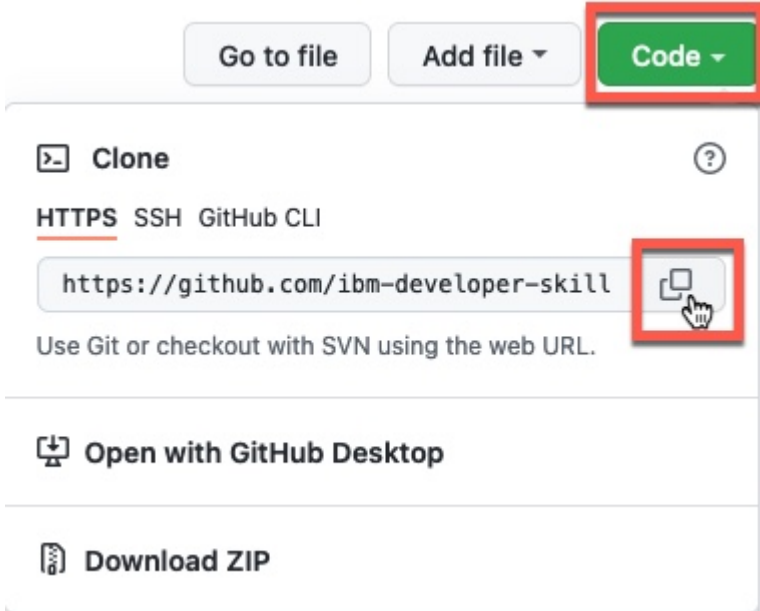 Go to file Add file Code
Clone
HTTPS SSH GitHub CLI
https://github.com/ibm-developer-skill
Use Git or checkout with SVN using the web URL.
Open with GitHub Desktop
Download ZIP